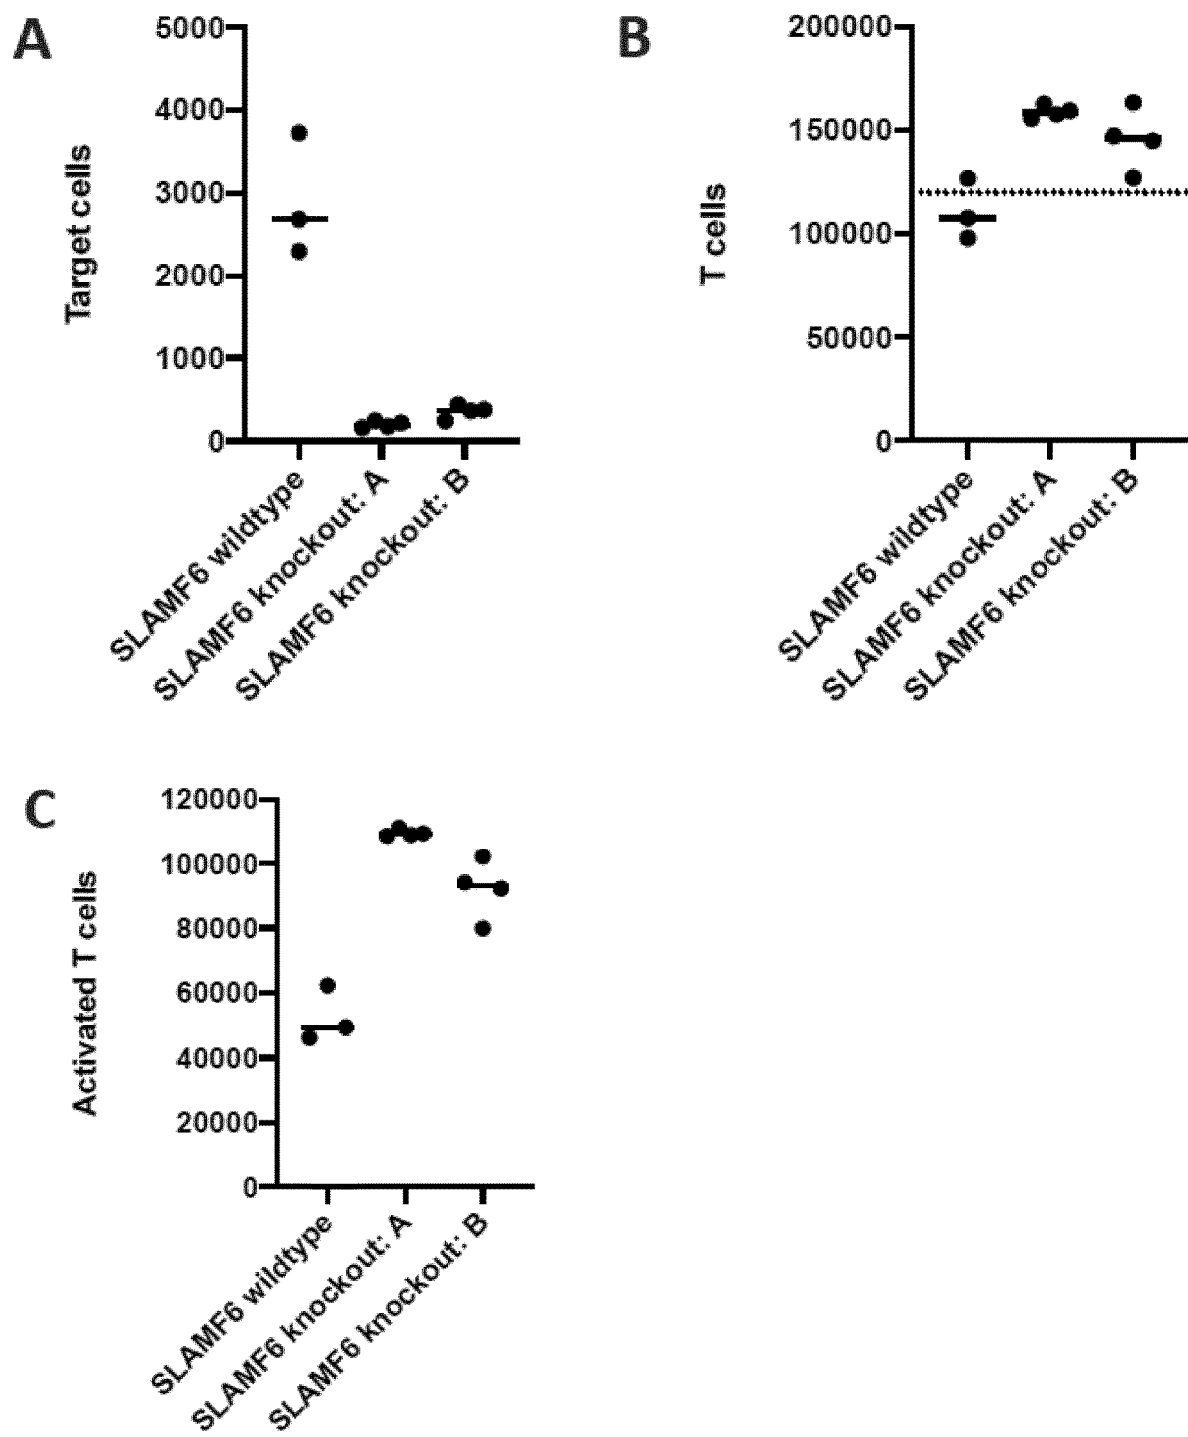 A
5000
4000
3000
2000
1000
0
Target cells
SLAMF6 wildtype
SLAMF6 knockout: A
SLAMF6 knockout: B
B
200000
150000
100000
50000
0
T cells
SLAMF6 wildtype
SLAMF6 knockout: A
SLAMF6 knockout: B
C
120000
100000
80000
60000
40000
20000
0
Activated T cells
SLAMF6 wildtype
SLAMF6 knockout: A
SLAMF6 knockout: B